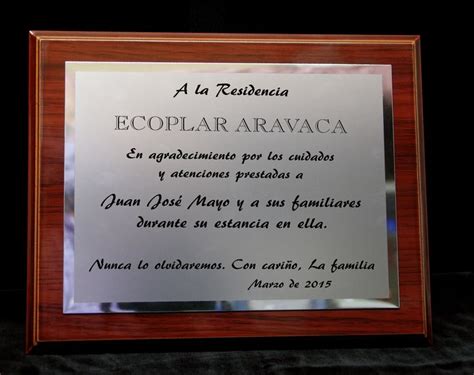 A la Residencia
ECOPLAR ARAVACA
En agradecimiento por los cuidados
y atenciones prestadas a
Juan José Mayo y a sus familiares
durante su estancia en ella.
Nunca lo olvidaremos. Con cariño, La familia
Marzo de 2015